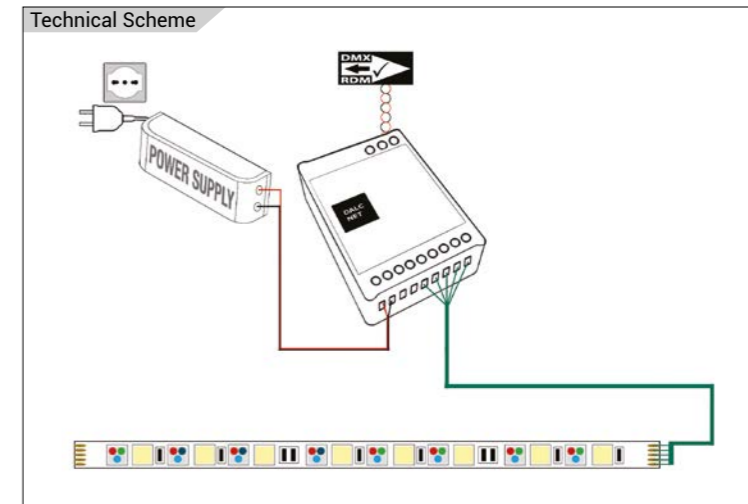 Technical Scheme
DMX
RDM
POWER SUPPLY
DALC
NET